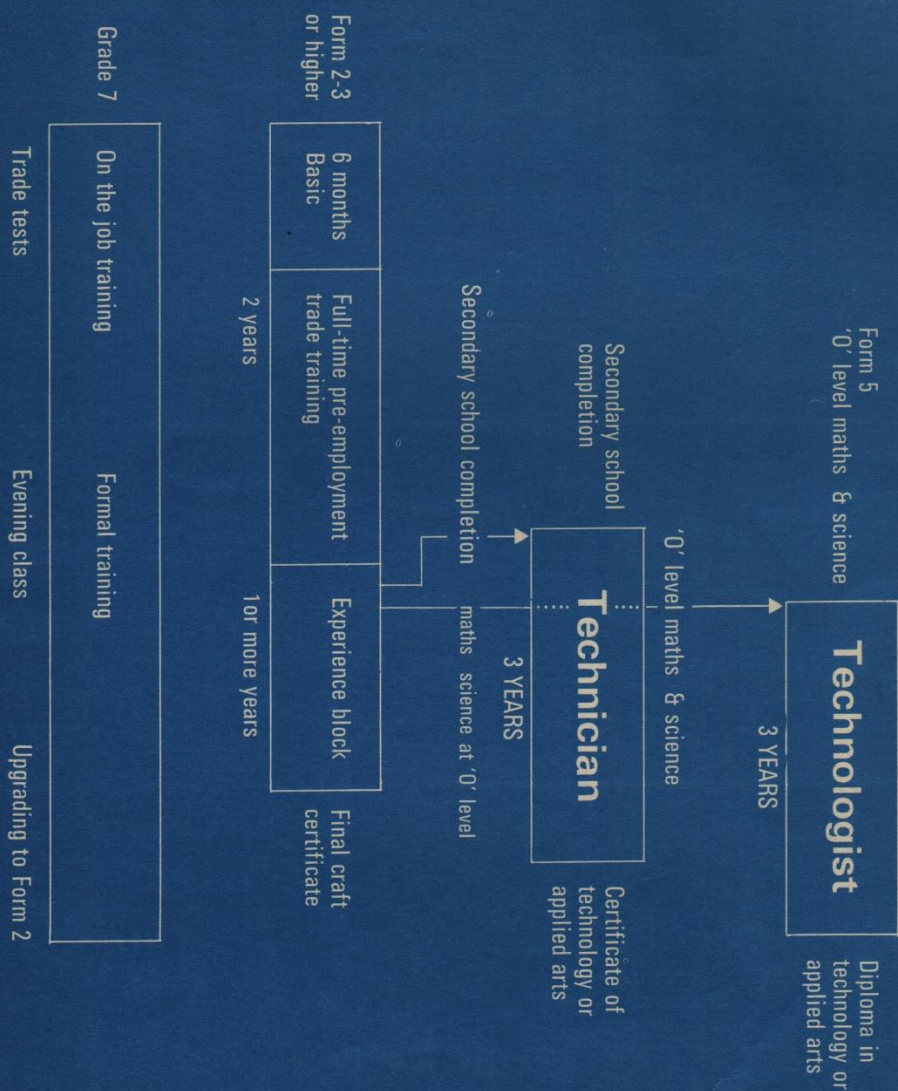 Form 5
'O' level maths & science
Technologist
3 YEARS
Diploma in
technology or
applied arts
'O' level maths & science
Secondary school
completion
Technician
3 YEARS
Certificate of
technology or
applied arts
Secondary school completion maths science at 'O' level
Form 2-3
or higher
6 months
Basic
Full-time pre-employment
trade training
Experience block
Final craft
certificate
2 years
1or more years
Grade 7
On the job training
Formal training
Trade tests
Evening class
Upgrading to Form 2